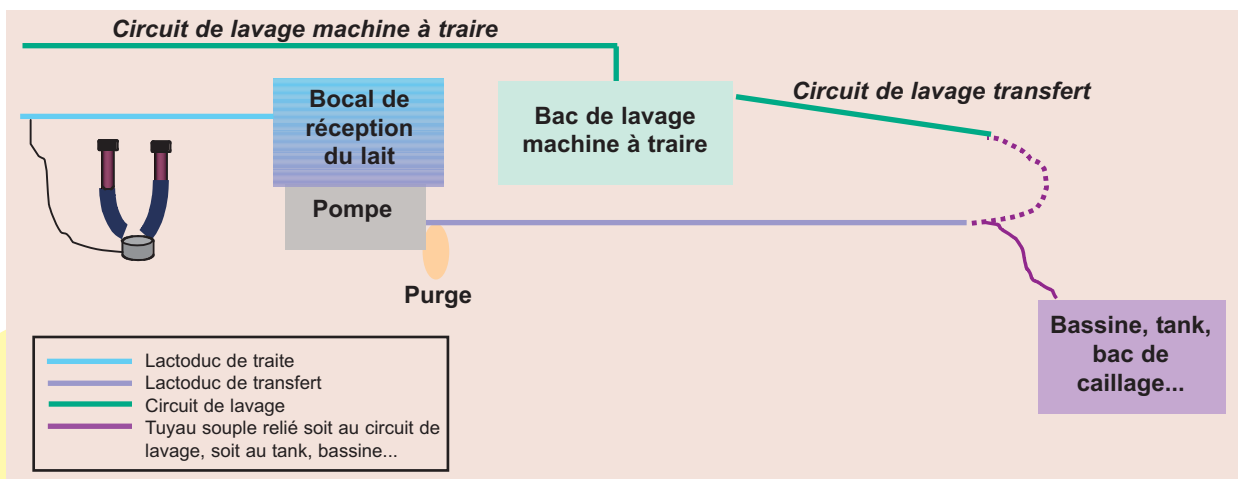 Circuit de lavage machine à traire
Bocal de
réception
du lait
Bac de lavage
machine à traire
Circuit de lavage transfert
Pompe
Purge
Bassine, tank,
bac de
caillage...
Lactoduc de traite
Lactoduc de transfert
Circuit de lavage
Tuyau souple relié soit au circuit de
lavage, soit au tank, bassine...